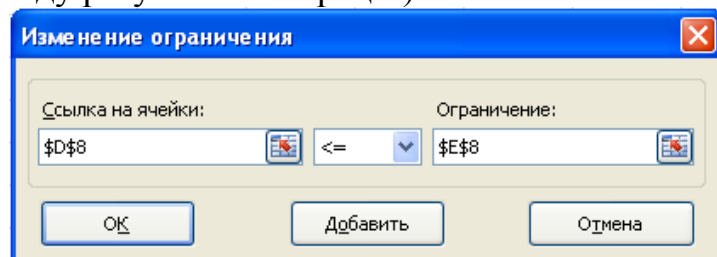 Изменение ограничения
Ссылка на ячейки:
Ограничение:
$D$8
<=
$E$8
ОК
Добавить
Отмена